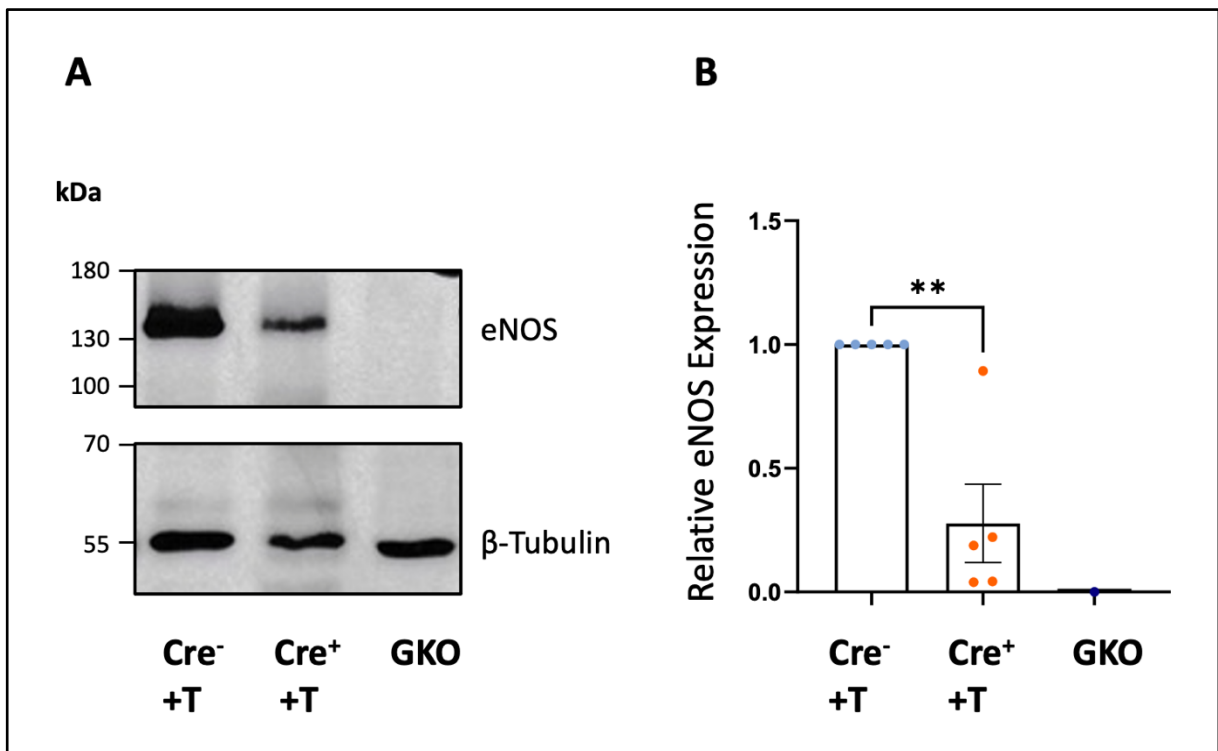 A
B
kDa
180
130
100
eNOS
70
55
β-Tubulin
Cre⁻ Cre⁺ GKO
+T +T
Relative eNOS Expression
1.5
1.0
0.5
0.0
**
Cre⁻ Cre⁺ GKO
+T +T